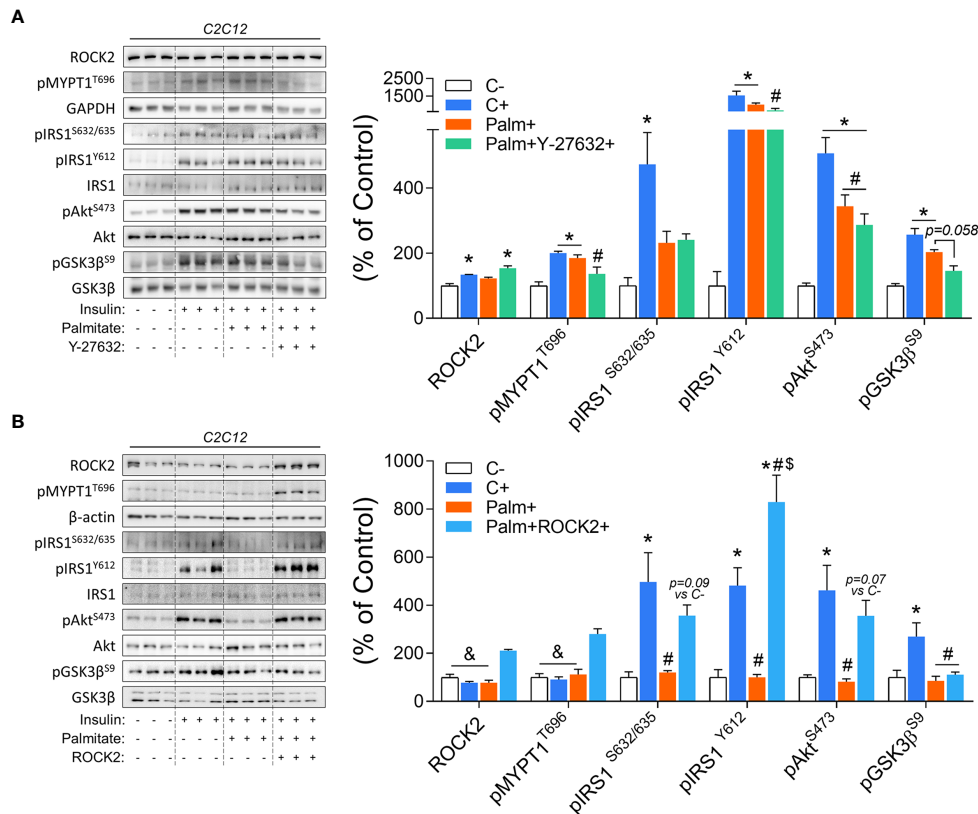 A
C2C12
ROCK2
pMYPT1T696
GAPDH
pIRS1S632/635
pIRS1Y612
IRS1
pAktS473
Akt
pGSK3βS9
GSK3β
Insulin: - - - + + + + + + + + +
Palmitate: - - - - - - + + + + + +
Y-27632: - - - - - - - - - + + +
C-
C+
Palm+
Palm+Y-27632+
(% of Control)
2500
1500
400
200
0
*
*
*
#
*
*
#
*
#
*
p=0.058
ROCK2
pMYPT1T696
pIRS1 S632/635
pIRS1 Y612
pAktS473
pGSK3βS9
B
C2C12
ROCK2
pMYPT1T696
β-actin
pIRS1S632/635
pIRS1Y612
IRS1
pAktS473
Akt
pGSK3βS9
GSK3β
Insulin: - - - + + + + + + + + +
Palmitate: - - - - - - + + + + + +
ROCK2: - - - - - - - - - + + +
C-
C+
Palm+
Palm+ROCK2+
(% of Control)
1000
800
600
400
200
0
&
&
*
#
p=0.09
vs C-
*
#
*#$
*
#
p=0.07
vs C-
*
#
ROCK2
pMYPT1T696
pIRS1 S632/635
pIRS1 Y612
pAktS473
pGSK3βS9